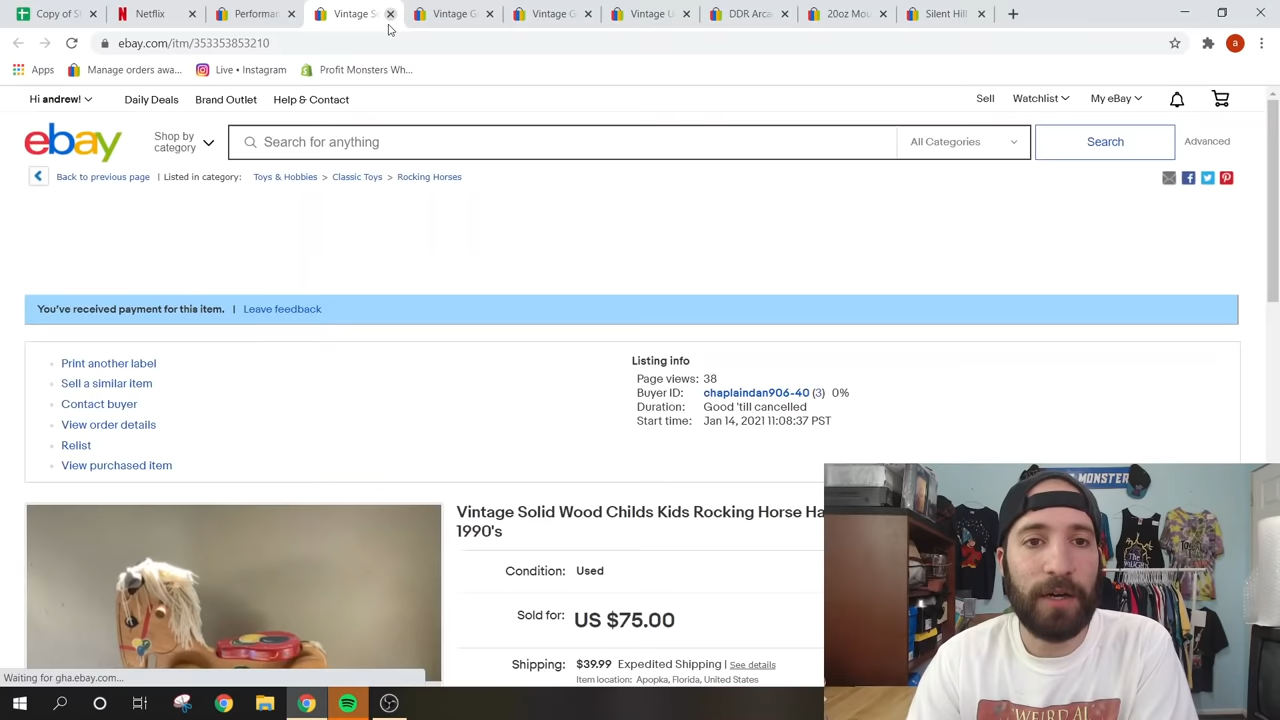 Copy of S
Netflix
Performan
Vintage S
Vintage G
Vintage G
Vintage U
DDR Arca
20oz Mou
Silent Hill
ebay.com/itm/353353853210
a
Apps
Manage orders awa...
Live • Instagram
Profit Monsters Wh...
Hi andrew!
Daily Deals
Brand Outlet
Help & Contact
Sell
Watchlist
My eBay
ebay
Shop by category
Search for anything
All Categories
Search
Advanced
Back to previous page | Listed in category: Toys & Hobbies > Classic Toys > Rocking Horses
You've received payment for this item. | Leave feedback
Print another label
Sell a similar item
Contact buyer
View order details
Relist
View purchased item
Listing info
Page views: 38
Buyer ID: chaplaindan906-40 (3) 0%
Duration: Good 'till cancelled
Start time: Jan 14, 2021 11:08:37 PST
Vintage Solid Wood Childs Kids Rocking Horse Ha
1990's
Condition: Used
Sold for: US $75.00
Shipping: $39.99 Expedited Shipping | See details
Item location: Apopka, Florida, United States
Waiting for gha.ebay.com...
MONSTER
WEIRD AL